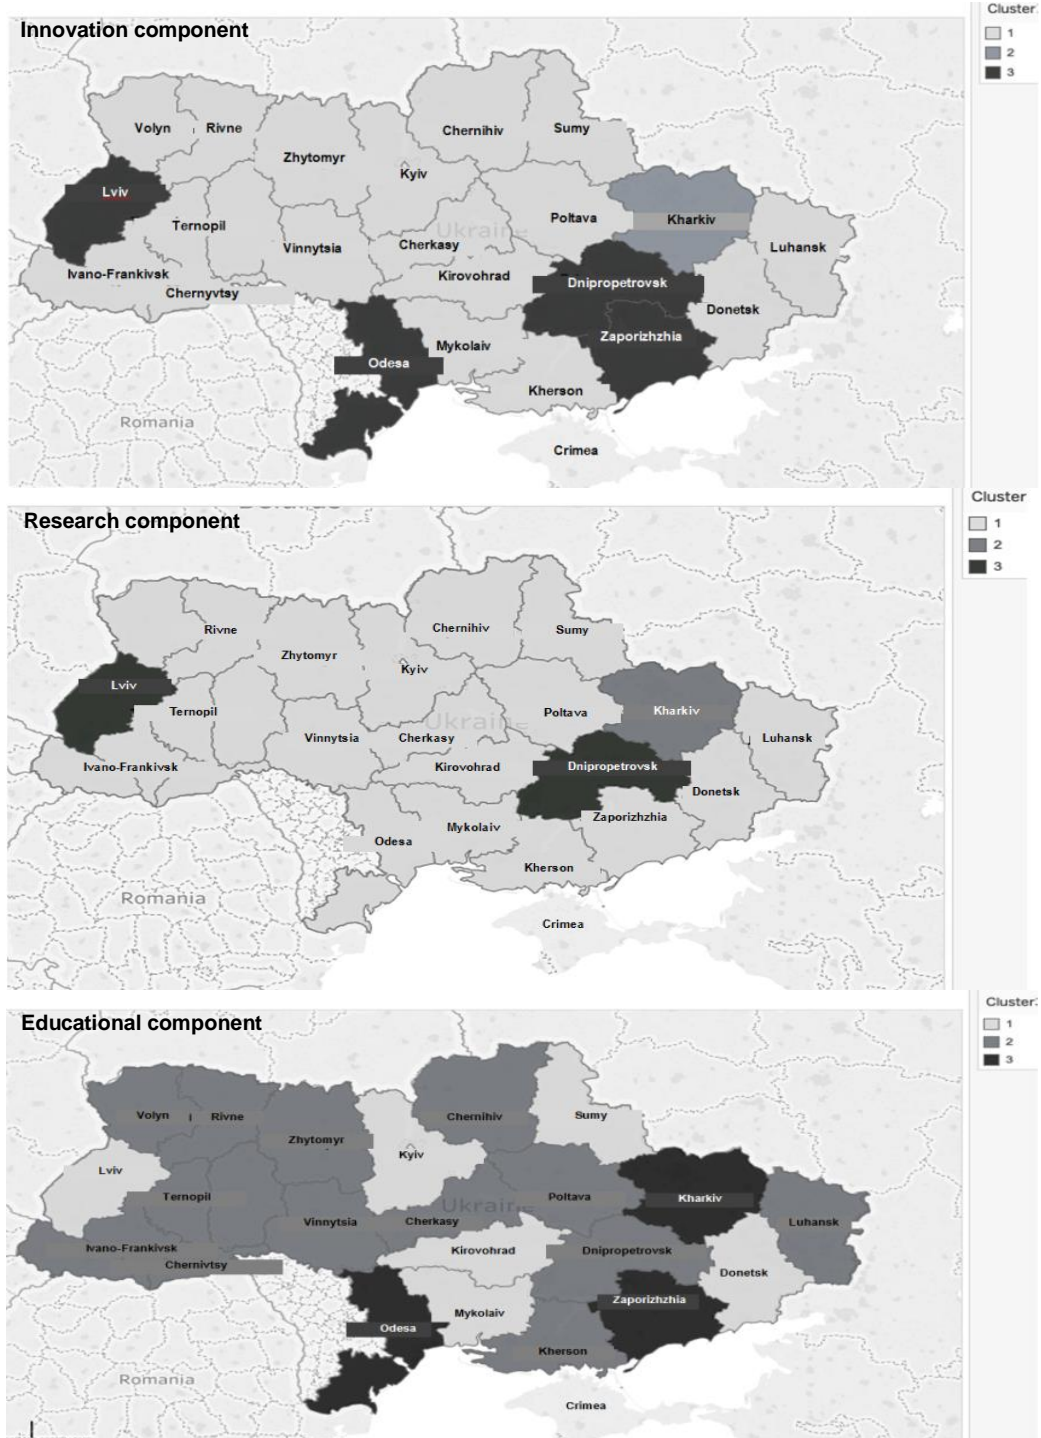 Innovation component
Cluster
1
2
3
Volyn
Rivne
Chernihiv
Sumy
Zhytomyr
Kyiv
Lviv
Ternopil
Poltava
Kharkiv
Ukraine
Vinnytsia
Cherkasy
Luhansk
Ivano-Frankivsk
Kirovohrad
Dnipropetrovsk
Chernyvtsy
Donetsk
Zaporizhzhia
Mykolaiv
Odesa
Kherson
Romania
Crimea
Research component
Cluster
1
2
3
Rivne
Chernihiv
Sumy
Zhytomyr
Kyiv
Lviv
Ternopil
Poltava
Kharkiv
Ukraine
Vinnytsia
Cherkasy
Luhansk
Ivano-Frankivsk
Kirovohrad
Dnipropetrovsk
Donetsk
Zaporizhzhia
Mykolaiv
Odesa
Kherson
Romania
Crimea
Educational component
Cluster
1
2
3
Volyn
Rivne
Chernihiv
Sumy
Zhytomyr
Kyiv
Lviv
Ternopil
Poltava
Kharkiv
Ukraine
Vinnytsia
Cherkasy
Luhansk
Ivano-Frankivsk
Kirovohrad
Dnipropetrovsk
Chernivtsy
Donetsk
Zaporizhzhia
Mykolaiv
Odesa
Kherson
Romania
Crimea